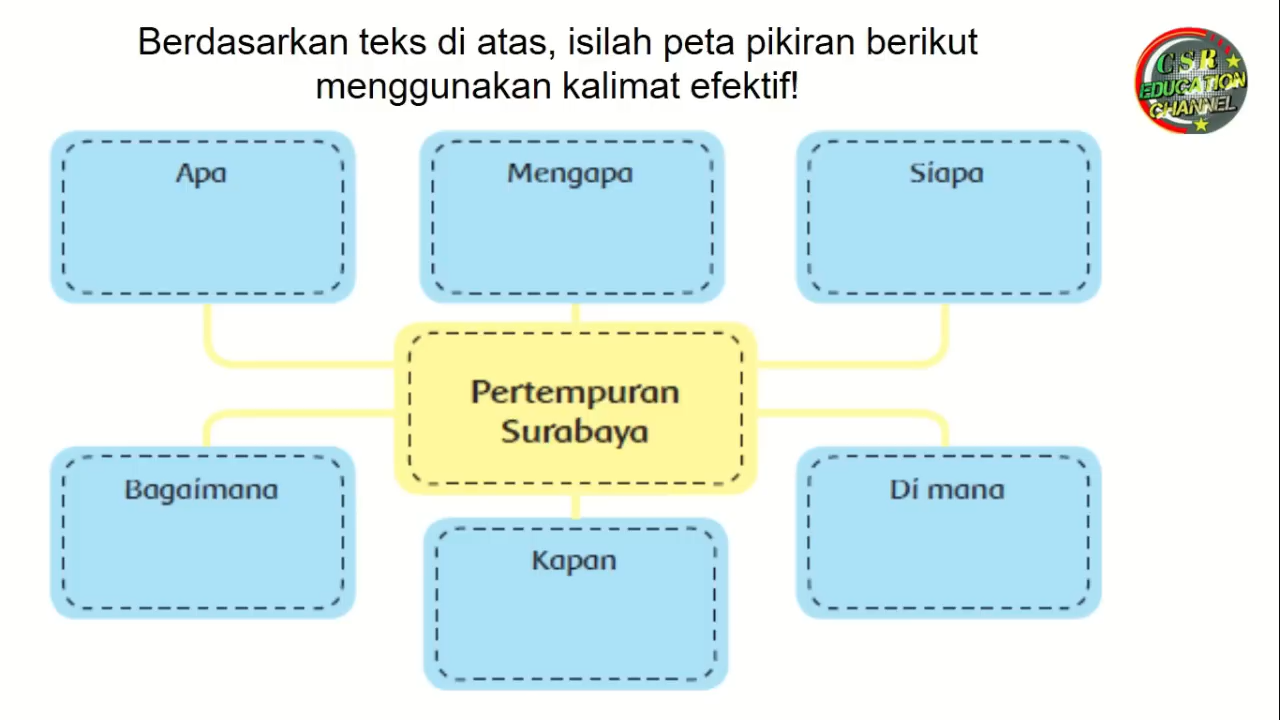 Berdasarkan teks di atas, isilah peta pikiran berikut
menggunakan kalimat efektif!
CSR
EDUCATION
CHANNEL
Apa
Mengapa
Siapa
Pertempuran
Surabaya
Bagaimana
Di mana
Kapan